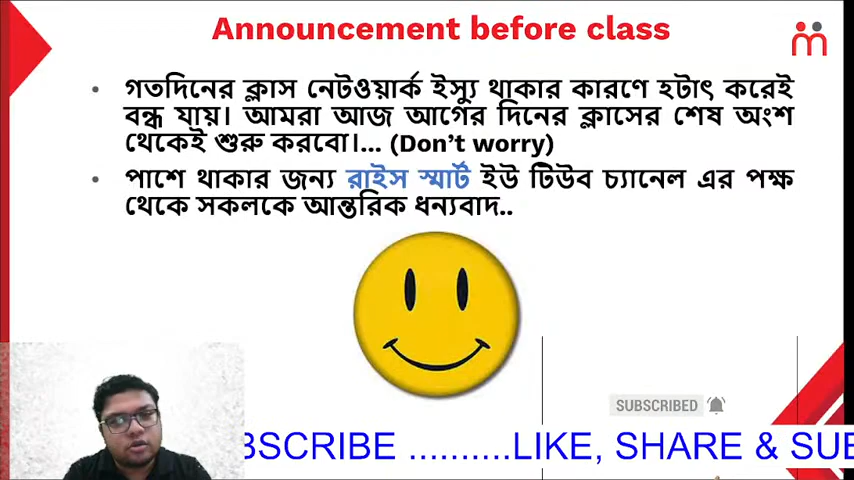 Announcement before class
• গতদিনের ক্লাস নেটওয়ার্ক ইস্যু থাকার কারণে হটাৎ করেই
বন্ধ যায়। আমরা আজ আগের দিনের ক্লাসের শেষ অংশ
থেকেই শুরু করবো।... (Don't worry)
• পাশে থাকার জন্য রাইস স্মার্ট ইউ টিউব চ্যানেল এর পক্ষ
থেকে সকলকে আন্তরিক ধন্যবাদ..
SUBSCRIBED
BSCRIBE ..........LIKE, SHARE & SUB